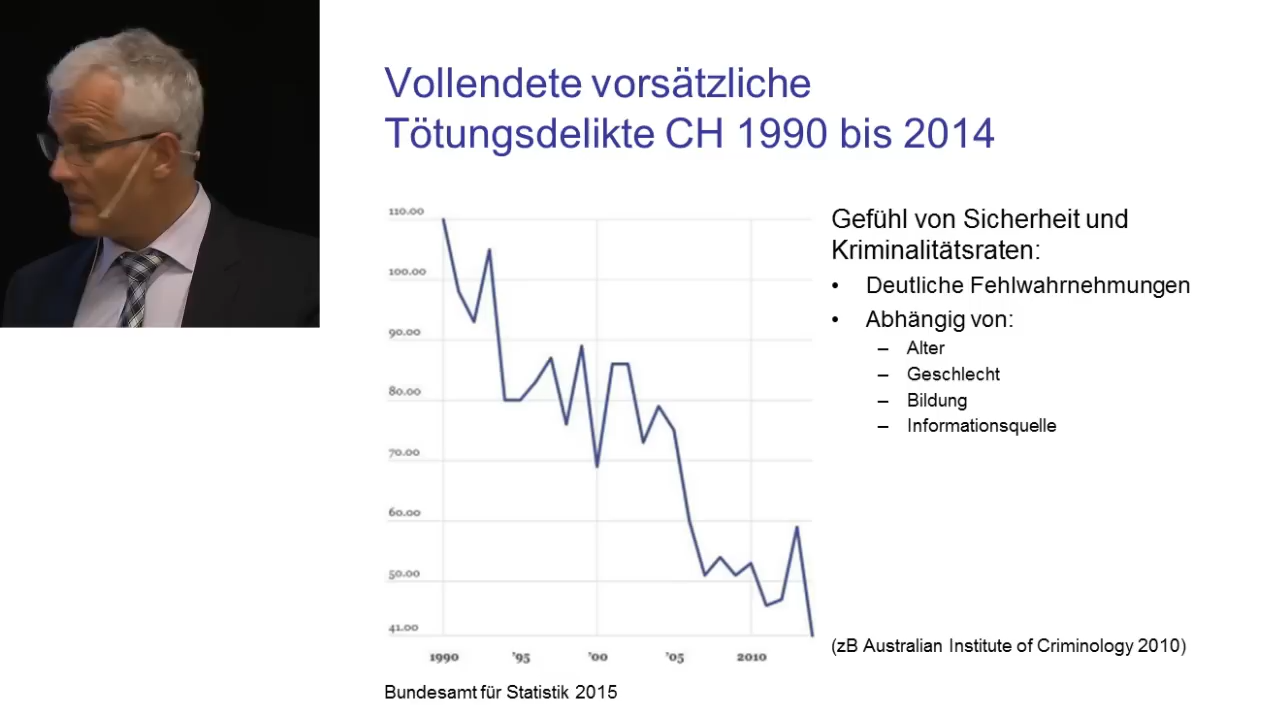 Vollendete vorsätzliche
Tötungsdelikte CH 1990 bis 2014
110.00
100.00
90.00
80.00
70.00
60.00
50.00
41.00
1990 '95 '00 '05 2010
Bundesamt für Statistik 2015
Gefühl von Sicherheit und
Kriminalitätsraten:
• Deutliche Fehlwahrnehmungen
• Abhängig von:
– Alter
– Geschlecht
– Bildung
– Informationsquelle
(zB Australian Institute of Criminology 2010)